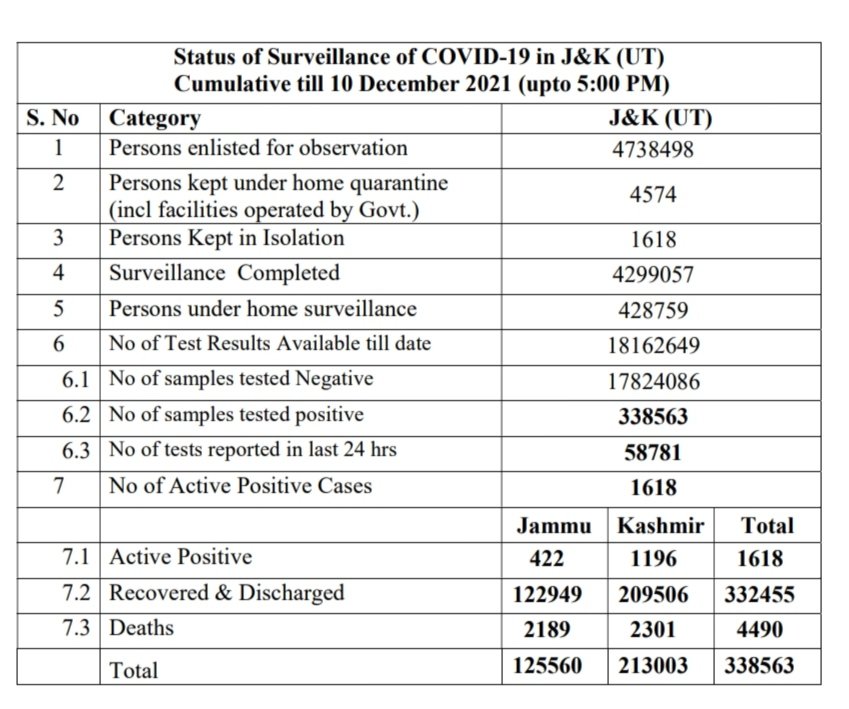 Status of Surveillance of COVID-19 in J&K (UT)
Cumulative till 10 December 2021 (upto 5:00 PM)
S. No Category J&K (UT)
1 Persons enlisted for observation 4738498
2 Persons kept under home quarantine
(incl facilities operated by Govt.) 4574
3 Persons Kept in Isolation 1618
4 Surveillance Completed 4299057
5 Persons under home surveillance 428759
6 No of Test Results Available till date 18162649
6.1 No of samples tested Negative 17824086
6.2 No of samples tested positive 338563
6.3 No of tests reported in last 24 hrs 58781
7 No of Active Positive Cases 1618
Jammu Kashmir Total
7.1 Active Positive 422 1196 1618
7.2 Recovered & Discharged 122949 209506 332455
7.3 Deaths 2189 2301 4490
Total 125560 213003 338563